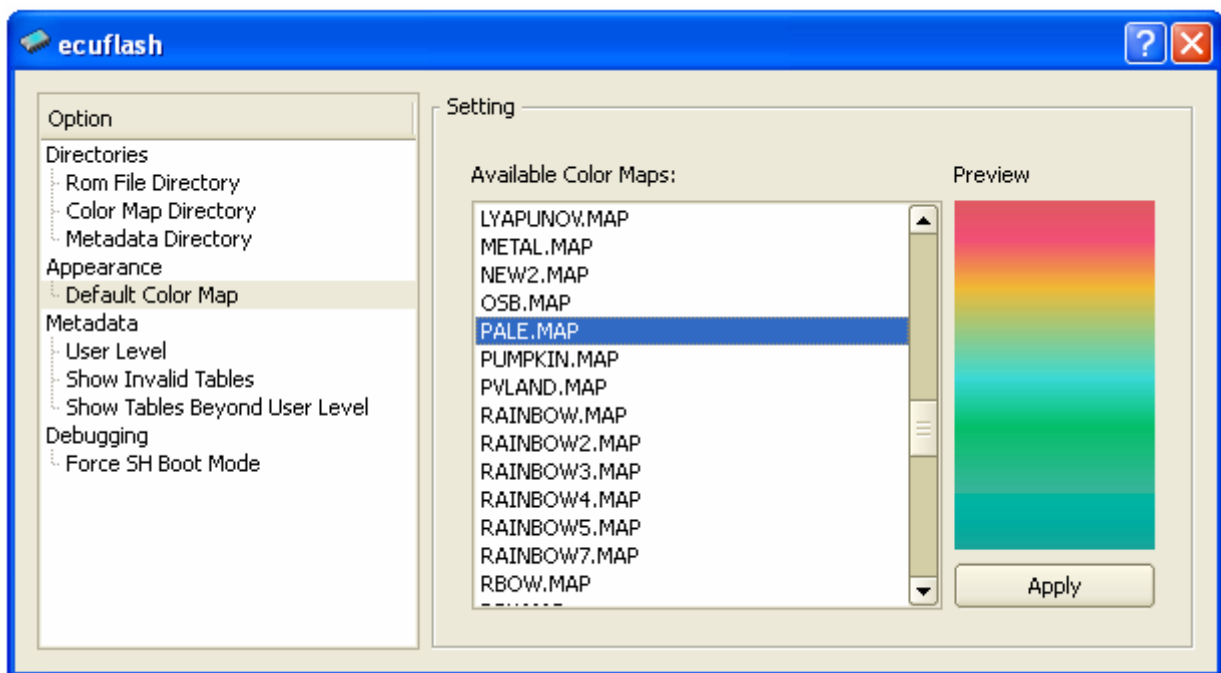 ecuflash
Option
Directories
Rom File Directory
Color Map Directory
Metadata Directory
Appearance
Default Color Map
Metadata
User Level
Show Invalid Tables
Show Tables Beyond User Level
Debugging
Force SH Boot Mode
Setting
Available Color Maps:
LYAPUNOV.MAP
METAL.MAP
NEW2.MAP
OSB.MAP
PALE.MAP
PUMPKIN.MAP
PVLAND.MAP
RAINBOW.MAP
RAINBOW2.MAP
RAINBOW3.MAP
RAINBOW4.MAP
RAINBOW5.MAP
RAINBOW7.MAP
RBOW.MAP
Preview
Apply